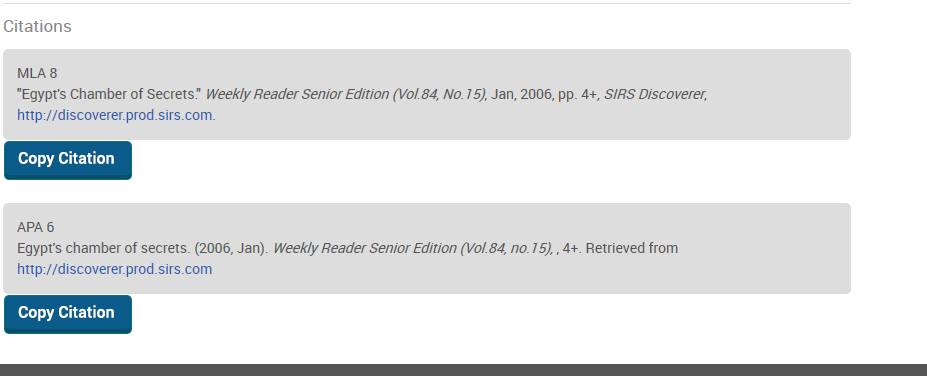 Citations
MLA 8
"Egypt's Chamber of Secrets." Weekly Reader Senior Edition (Vol.84, No.15), Jan, 2006, pp. 4+, SIRS Discoverer,
http://discoverer.prod.sirs.com.
Copy Citation
APA 6
Egypt's chamber of secrets. (2006, Jan). Weekly Reader Senior Edition (Vol.84, no.15), , 4+. Retrieved from
http://discoverer.prod.sirs.com
Copy Citation